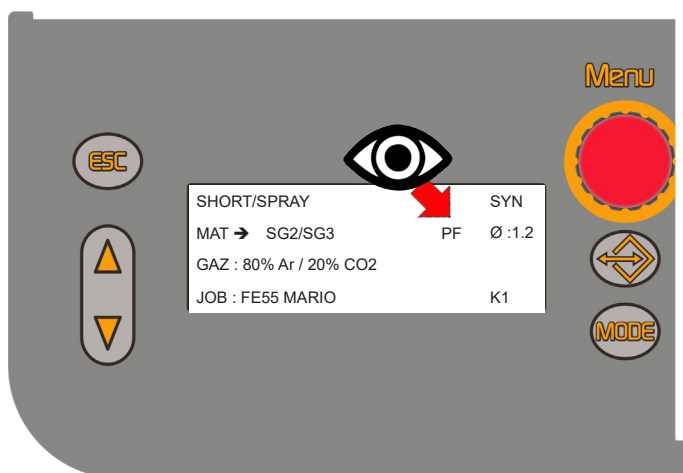 Menu
ESC
SHORT/SPRAY SYN
MAT ➔ SG2/SG3 PF Ø :1.2
GAZ : 80% Ar / 20% CO2
JOB : FE55 MARIO K1
MODE